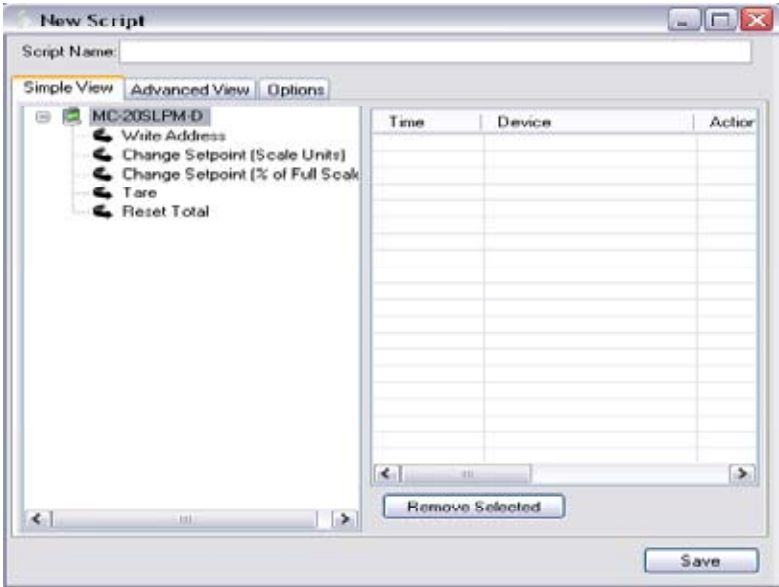 New Script
Script Name:
Simple View Advanced View Options
MC-20SLPM-D
Write Address
Change Setpoint (Scale Units)
Change Setpoint (% of Full Scale
Tare
Reset Total
Time Device Action
Remove Selected
Save